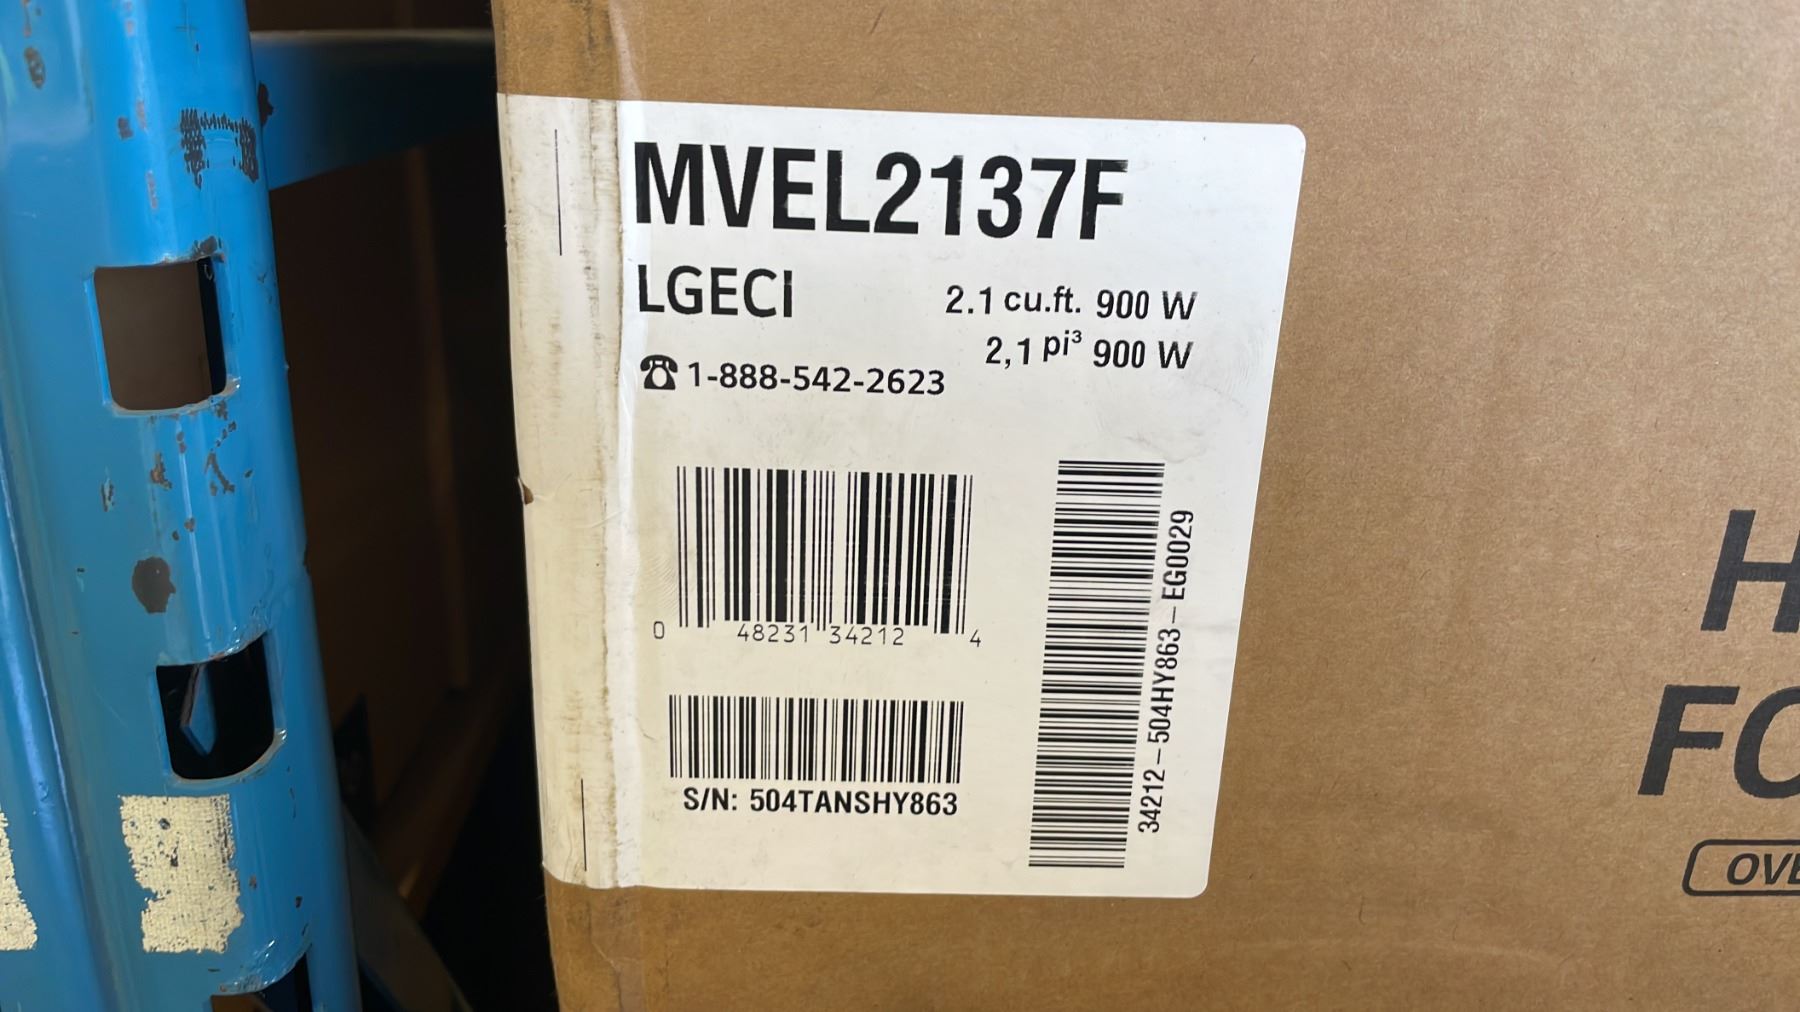 MVEL2137F
LGECI
2.1 cu.ft. 900 W
2,1 pi³ 900 W
☎ 1-888-542-2623
0 48231 34212 4
S/N: 504TANSHY863
34212-504HY863-EG0029